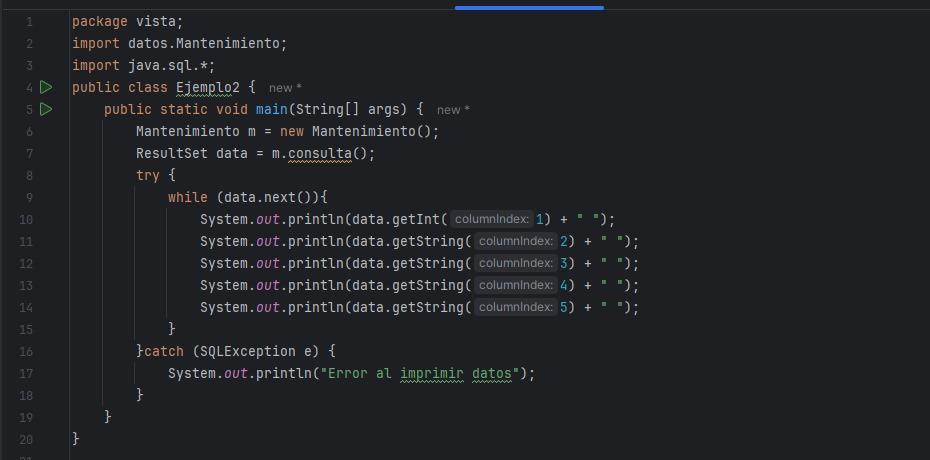 1 package vista;
2 import datos.Mantenimiento;
3 import java.sql.*;
4 public class Ejemplo2 { new *
5 public static void main(String[] args) { new *
6 Mantenimiento m = new Mantenimiento();
7 ResultSet data = m.consulta();
8 try {
9 while (data.next()){
10 System.out.println(data.getInt( columnIndex: 1) + " ");
11 System.out.println(data.getString( columnIndex: 2) + " ");
12 System.out.println(data.getString( columnIndex: 3) + " ");
13 System.out.println(data.getString( columnIndex: 4) + " ");
14 System.out.println(data.getString( columnIndex: 5) + " ");
15 }
16 }catch (SQLException e) {
17 System.out.println("Error al imprimir datos");
18 }
19 }
20 }